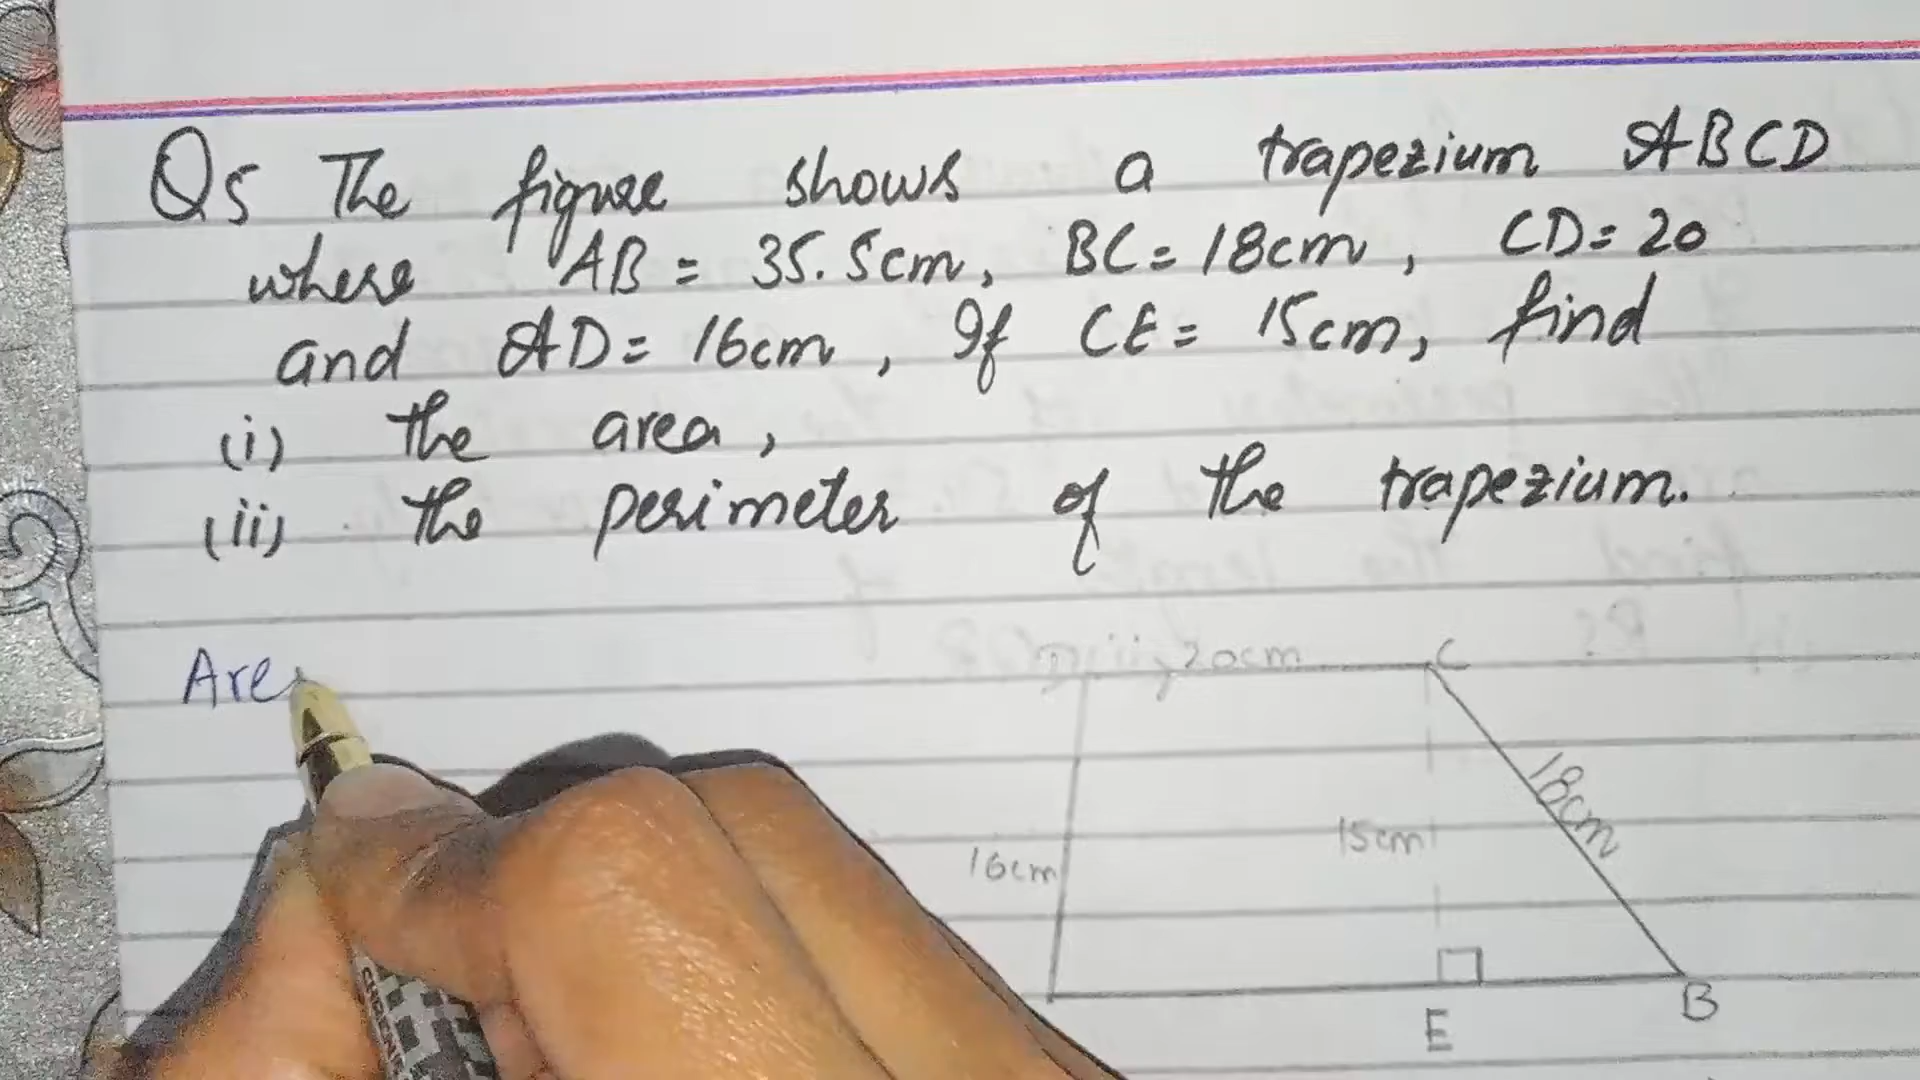 Q5 The figure shows a trapezium ABCD
where AB = 35.5cm, BC = 18cm, CD = 20
and AD = 16cm, If CE = 15cm, find
(i) the area,
(ii) the perimeter of the trapezium.
Area
D 20cm C
18cm
15cm
16cm
B
E